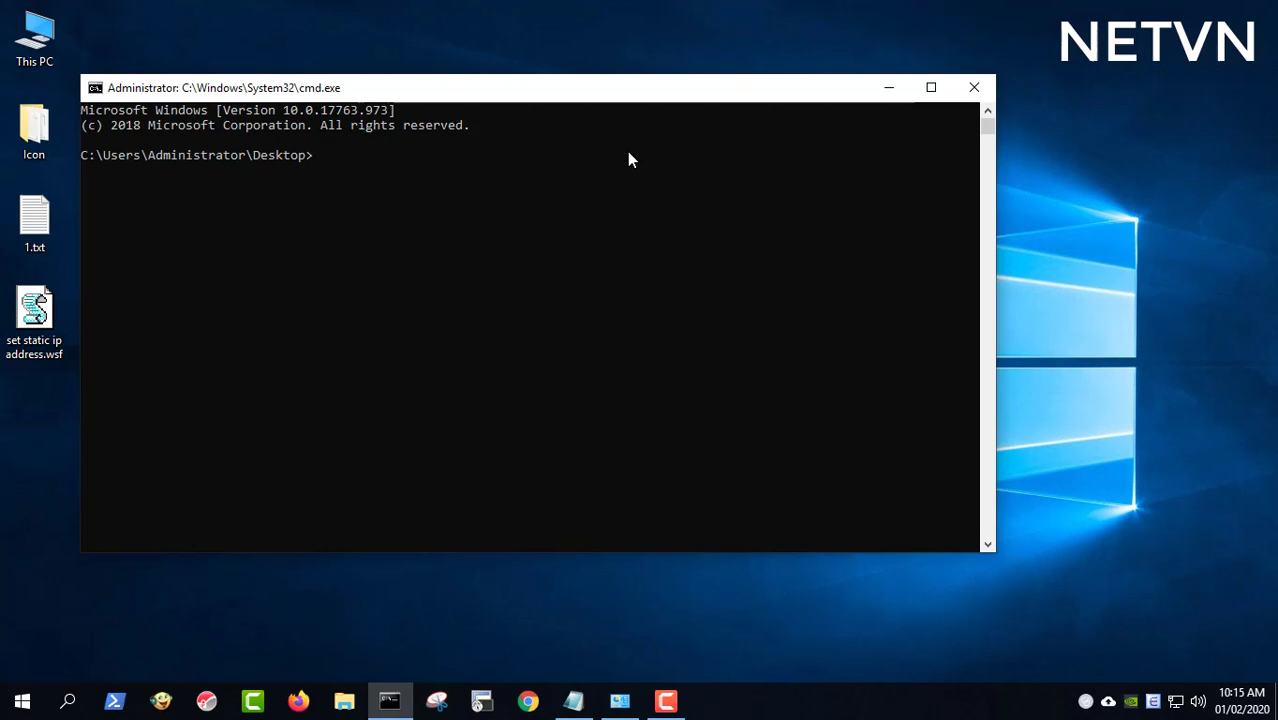 NETVN
This PC
Icon
1.txt
set static ip
address.wsf
Administrator: C:\Windows\System32\cmd.exe
Microsoft Windows [Version 10.0.17763.973]
(c) 2018 Microsoft Corporation. All rights reserved.
C:\Users\Administrator\Desktop>
10:15 AM
01/02/2020